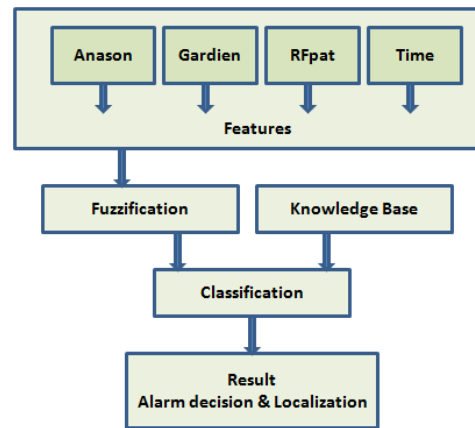 Anason Gardien RFpat Time
Features
Fuzzification Knowledge Base
Classification
Result
Alarm decision & Localization